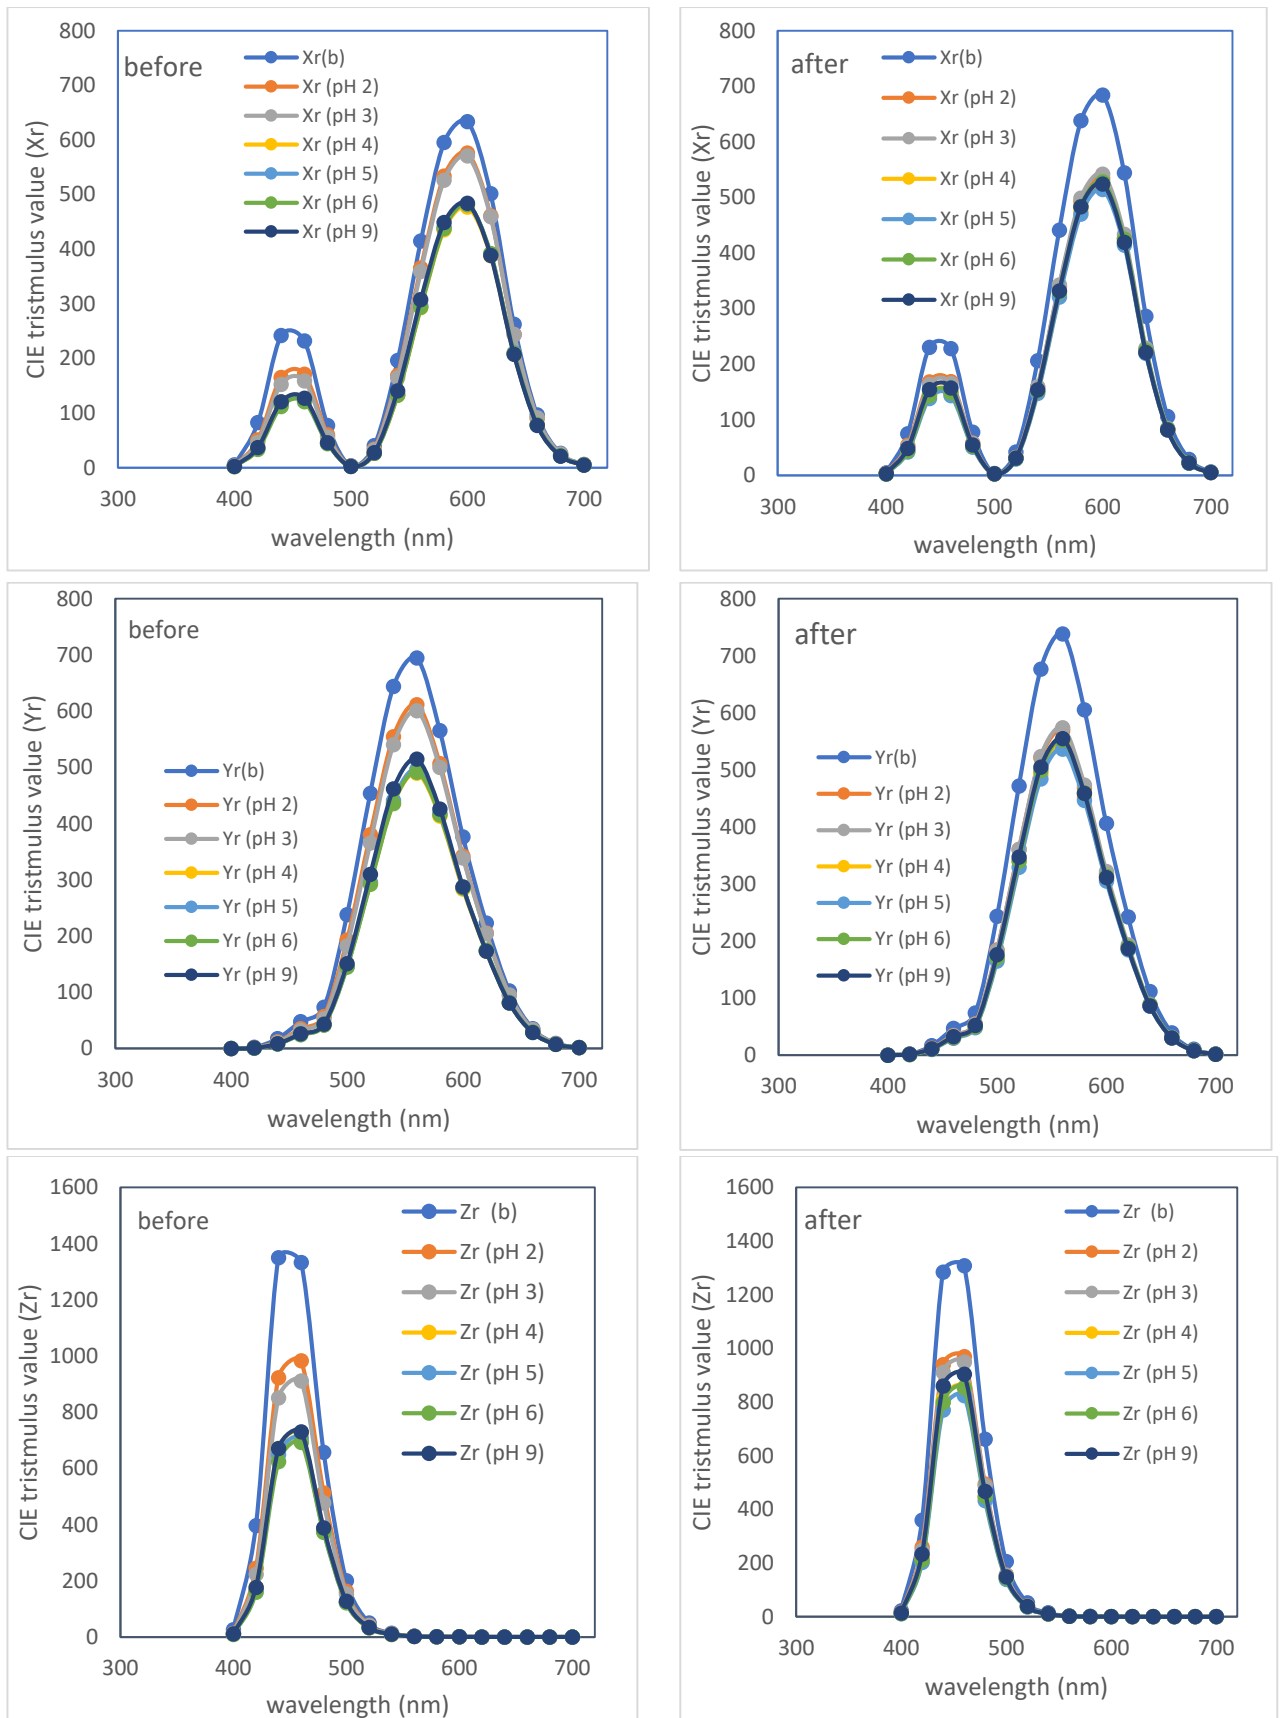 before
CIE tristmulus value (Xr)
800
700
600
500
400
300
200
100
0
Xr(b)
Xr (pH 2)
Xr (pH 3)
Xr (pH 4)
Xr (pH 5)
Xr (pH 6)
Xr (pH 9)
300 400 500 600 700
wavelength (nm)
after
CIE tristmulus value (Xr)
800
700
600
500
400
300
200
100
0
Xr(b)
Xr (pH 2)
Xr (pH 3)
Xr (pH 4)
Xr (pH 5)
Xr (pH 6)
Xr (pH 9)
300 400 500 600 700
wavelength (nm)
before
CIE tristmulus value (Yr)
800
700
600
500
400
300
200
100
0
Yr(b)
Yr (pH 2)
Yr (pH 3)
Yr (pH 4)
Yr (pH 5)
Yr (pH 6)
Yr (pH 9)
300 400 500 600 700
wavelength (nm)
after
CIE tristmulus value (Yr)
800
700
600
500
400
300
200
100
0
Yr(b)
Yr (pH 2)
Yr (pH 3)
Yr (pH 4)
Yr (pH 5)
Yr (pH 6)
Yr (pH 9)
300 400 500 600 700
wavelength (nm)
before
CIE tristmulus value (Zr)
1600
1400
1200
1000
800
600
400
200
0
Zr (b)
Zr (pH 2)
Zr (pH 3)
Zr (pH 4)
Zr (pH 5)
Zr (pH 6)
Zr (pH 9)
300 400 500 600 700
wavelength (nm)
after
CIE tristmulus value (Zr)
1600
1400
1200
1000
800
600
400
200
0
Zr (b)
Zr (pH 2)
Zr (pH 3)
Zr (pH 4)
Zr (pH 5)
Zr (pH 6)
Zr (pH 9)
300 400 500 600 700
wavelength (nm)